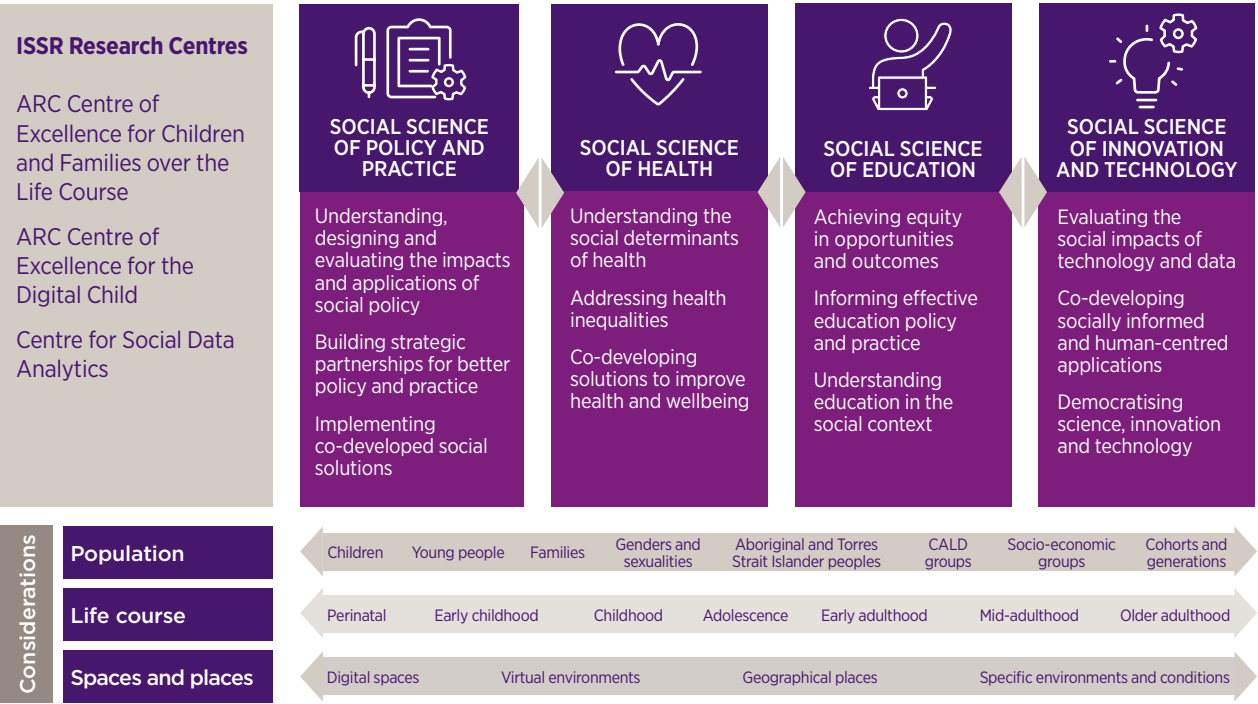 ISSR Research Centres
ARC Centre of
Excellence for Children
and Families over the
Life Course
ARC Centre of
Excellence for the
Digital Child
Centre for Social Data
Analytics
SOCIAL SCIENCE
OF POLICY AND
PRACTICE
Understanding,
designing and
evaluating the impacts
and applications of
social policy
Building strategic
partnerships for better
policy and practice
Implementing
co-developed social
solutions
SOCIAL SCIENCE
OF HEALTH
Understanding the
social determinants
of health
Addressing health
inequalities
Co-developing
solutions to improve
health and wellbeing
SOCIAL SCIENCE
OF EDUCATION
Achieving equity
in opportunities
and outcomes
Informing effective
education policy
and practice
Understanding
education in the
social context
SOCIAL SCIENCE
OF INNOVATION
AND TECHNOLOGY
Evaluating the
social impacts of
technology and data
Co-developing
socially informed
and human-centred
applications
Democratising
science, innovation
and technology
Considerations
Population
Children
Young people
Families
Genders and
sexualities
Aboriginal and Torres
Strait Islander peoples
CALD
groups
Socio-economic
groups
Cohorts and
generations
Life course
Perinatal
Early childhood
Childhood
Adolescence
Early adulthood
Mid-adulthood
Older adulthood
Spaces and places
Digital spaces
Virtual environments
Geographical places
Specific environments and conditions